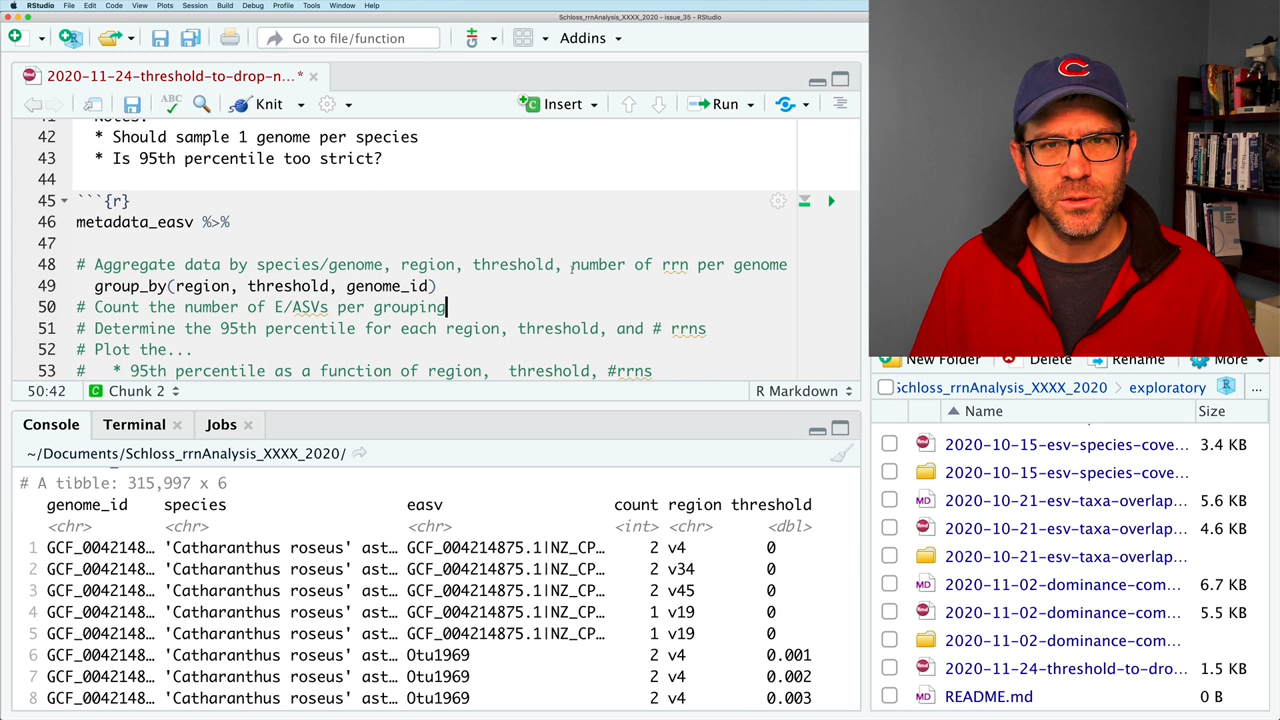 RStudio File Edit Code View Plots Session Build Debug Profile Tools Window Help
Schloss_rrnAnalysis_XXXX_2020 - issue_35 - RStudio
Go to file/function
Addins
2020-11-24-threshold-to-drop-n...*
ABC
Knit
Insert
Run
41 Notes:
42 * Should sample 1 genome per species
43 * Is 95th percentile too strict?
44
45 ```{r}
46 metadata_easv %>%
47
48 # Aggregate data by species/genome, region, threshold, number of rrn per genome
49 group_by(region, threshold, genome_id)
50 # Count the number of E/ASVs per grouping
51 # Determine the 95th percentile for each region, threshold, and # rrns
52 # Plot the...
53 # * 95th percentile as a function of region, threshold, #rrns
50:42 Chunk 2 R Markdown
Console Terminal Jobs
~/Documents/Schloss_rrnAnalysis_XXXX_2020/
# A tibble: 315,997 x 6
genome_id species easv count region threshold
<chr> <chr> <chr> <int> <chr> <dbl>
1 GCF_0042148… 'Catharanthus roseus' ast… GCF_004214875.1|NZ_CP… 2 v4 0
2 GCF_0042148… 'Catharanthus roseus' ast… GCF_004214875.1|NZ_CP… 2 v34 0
3 GCF_0042148… 'Catharanthus roseus' ast… GCF_004214875.1|NZ_CP… 2 v45 0
4 GCF_0042148… 'Catharanthus roseus' ast… GCF_004214875.1|NZ_CP… 1 v19 0
5 GCF_0042148… 'Catharanthus roseus' ast… GCF_004214875.1|NZ_CP… 1 v19 0
6 GCF_0042148… 'Catharanthus roseus' ast… Otu1969 2 v4 0.001
7 GCF_0042148… 'Catharanthus roseus' ast… Otu1969 2 v4 0.002
8 GCF_0042148… 'Catharanthus roseus' ast… Otu1969 2 v4 0.003
C
New Folder Delete Rename More
Schloss_rrnAnalysis_XXXX_2020 exploratory ...
Name Size
2020-10-15-esv-species-cove... 3.4 KB
2020-10-15-esv-species-cove...
2020-10-21-esv-taxa-overlap... 5.6 KB
2020-10-21-esv-taxa-overlap... 4.6 KB
2020-10-21-esv-taxa-overlap...
2020-11-02-dominance-com... 6.7 KB
2020-11-02-dominance-com... 5.5 KB
2020-11-02-dominance-com...
2020-11-24-threshold-to-dro... 1.5 KB
README.md 0 B